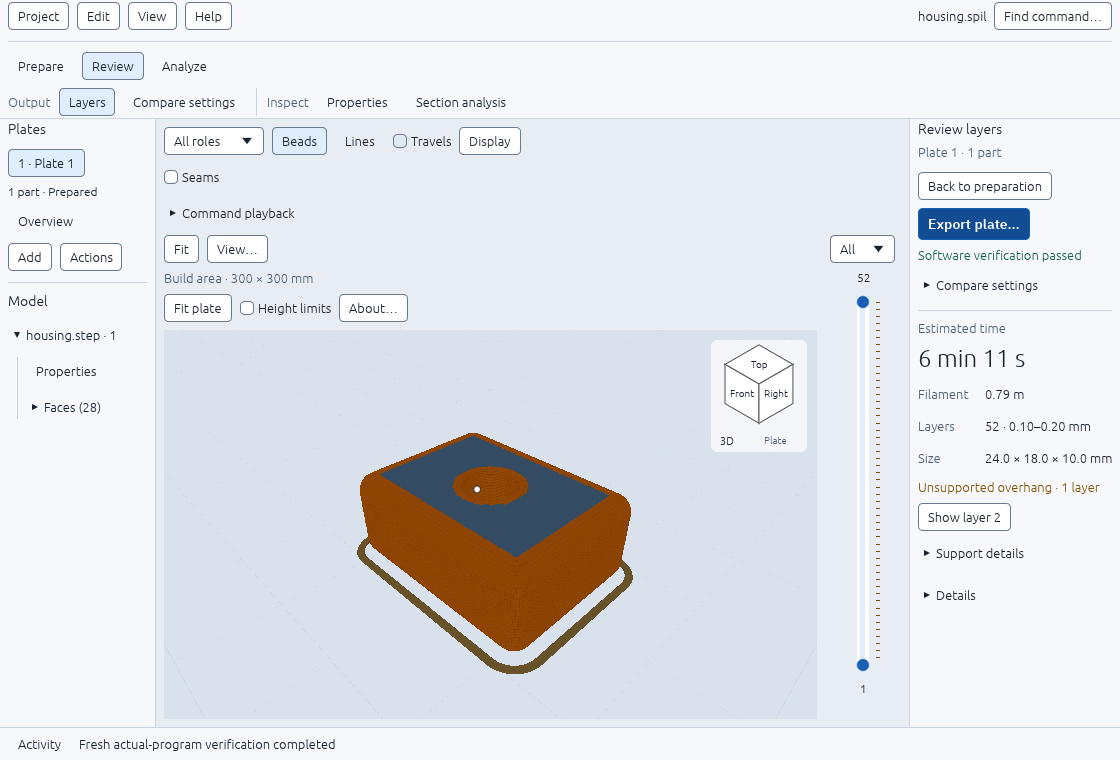 Project Edit View Help housing.spil Find command...
Prepare Review Analyze
Output Layers Compare settings Inspect Properties Section analysis
Plates
1 · Plate 1
1 part · Prepared
Overview
Add Actions
Model
housing.step · 1
Properties
Faces (28)
All roles Beads Lines Travels Display
Seams
Command playback
Fit View... All
Build area · 300 × 300 mm
Fit plate Height limits About...
52
1
Top
Front Right
3D Plate
Review layers
Plate 1 · 1 part
Back to preparation
Export plate...
Software verification passed
Compare settings
Estimated time
6 min 11 s
Filament 0.79 m
Layers 52 · 0.10–0.20 mm
Size 24.0 × 18.0 × 10.0 mm
Unsupported overhang · 1 layer
Show layer 2
Support details
Details
Activity Fresh actual-program verification completed